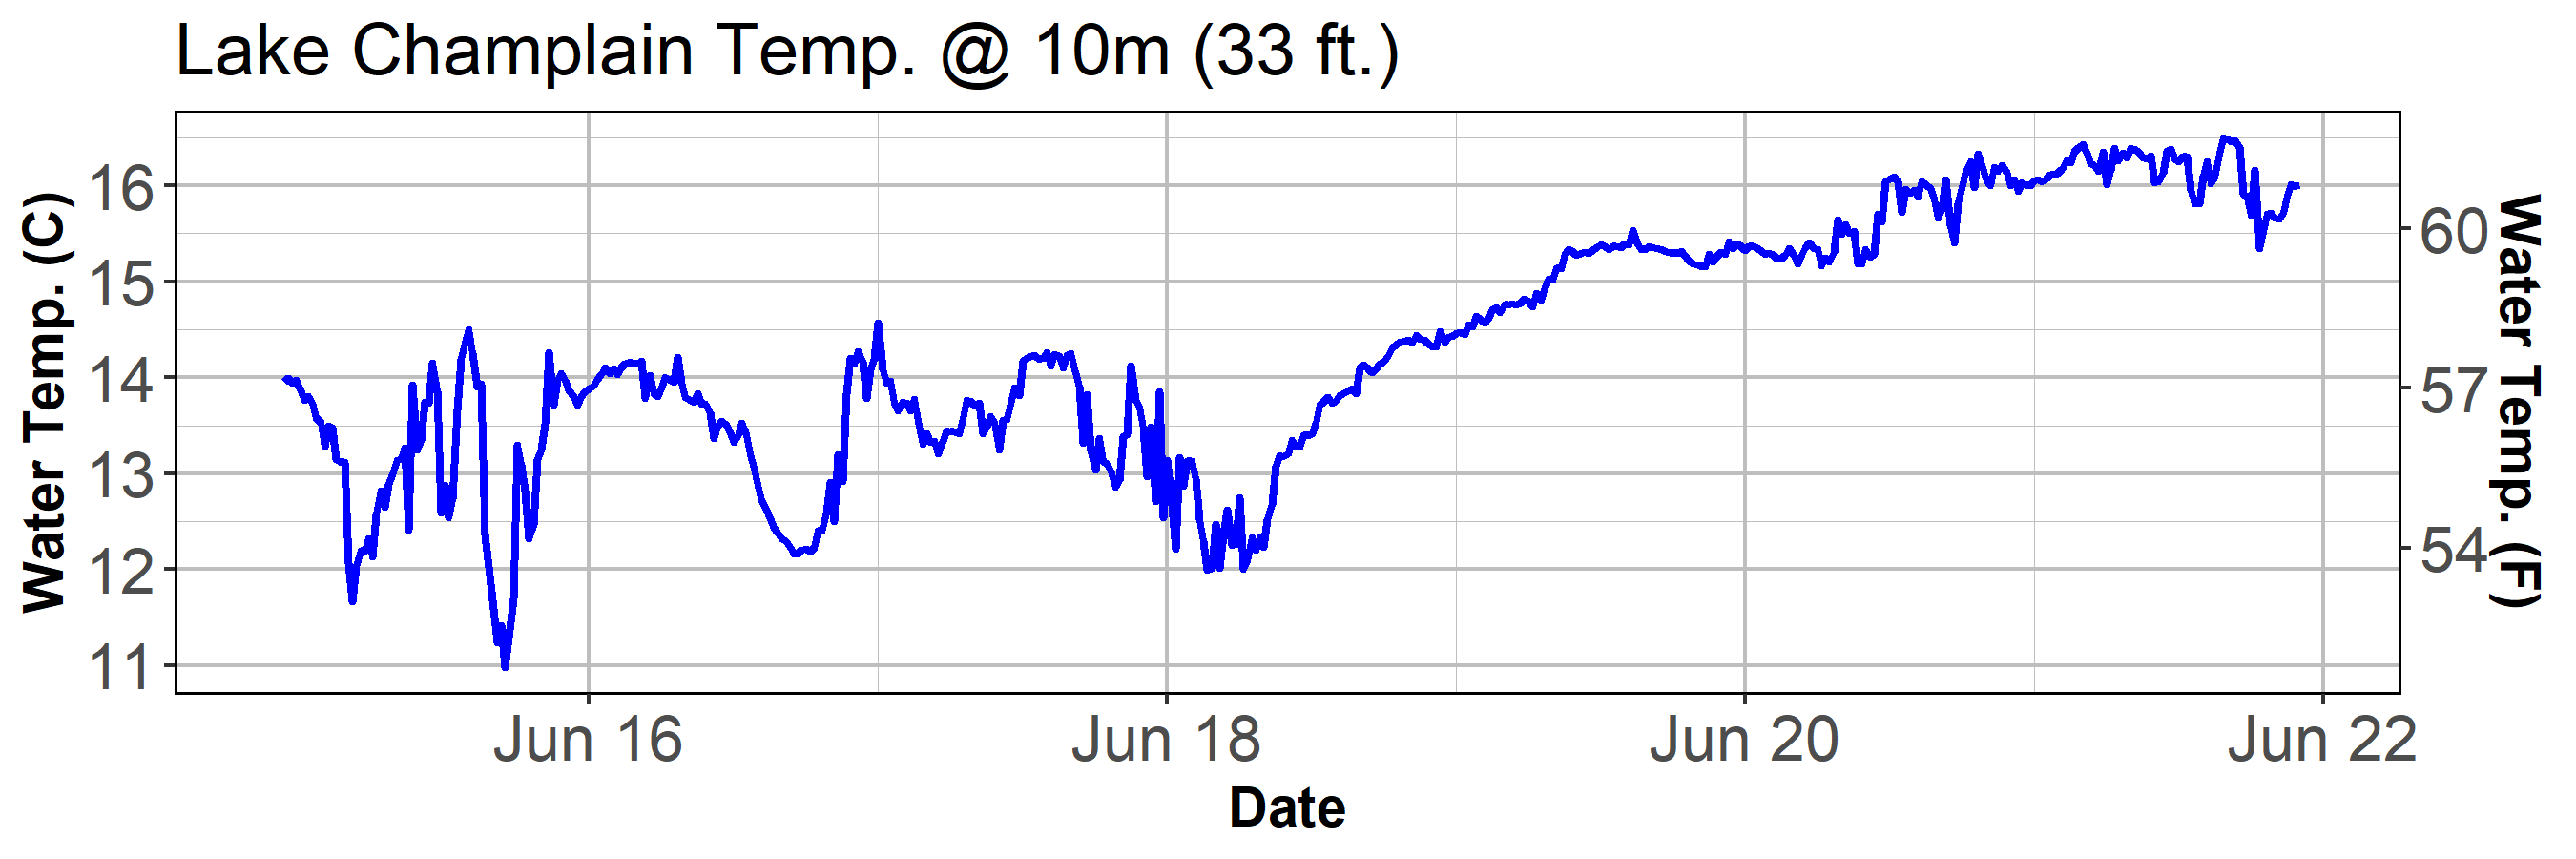 Lake Champlain Temp. @ 10m (33 ft.)
Water Temp. (C)
16
15
14
13
12
11
60
57
54
Water Temp. (F)
Jun 16
Jun 18
Jun 20
Jun 22
Date